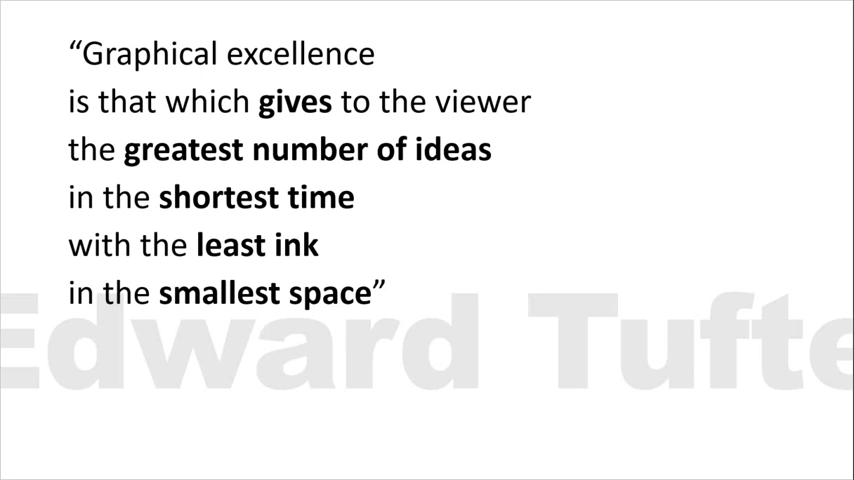 “Graphical excellence
is that which gives to the viewer
the greatest number of ideas
in the shortest time
with the least ink
in the smallest space”
Edward Tufte